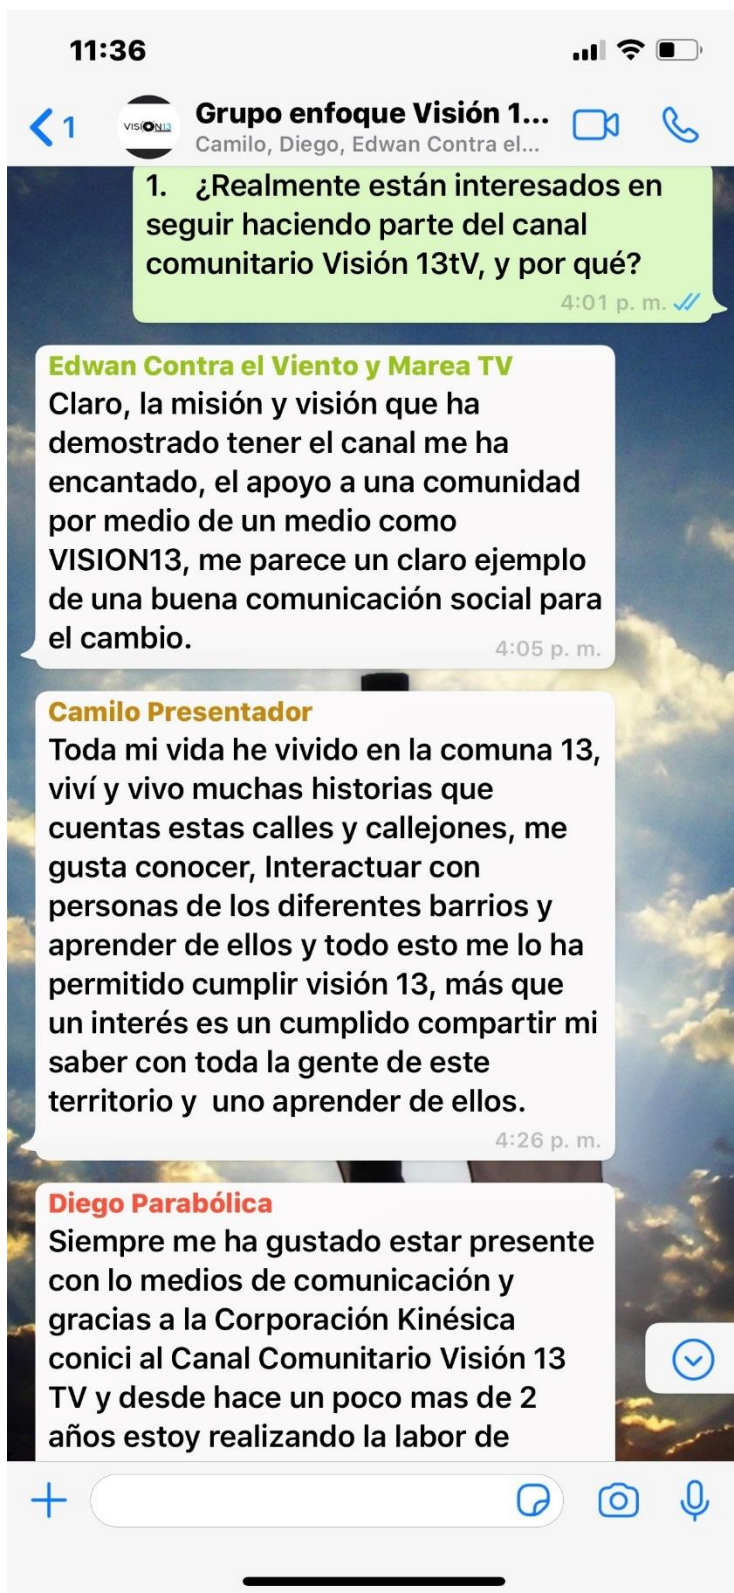 11:36
1
VISION13
Grupo enfoque Visión 1...
Camilo, Diego, Edwan Contra el...
1. ¿Realmente están interesados en
seguir haciendo parte del canal
comunitario Visión 13tV, y por qué?
4:01 p. m.
Edwan Contra el Viento y Marea TV
Claro, la misión y visión que ha
demostrado tener el canal me ha
encantado, el apoyo a una comunidad
por medio de un medio como
VISION13, me parece un claro ejemplo
de una buena comunicación social para
el cambio.
4:05 p. m.
Camilo Presentador
Toda mi vida he vivido en la comuna 13,
viví y vivo muchas historias que
cuentas estas calles y callejones, me
gusta conocer, Interactuar con
personas de los diferentes barrios y
aprender de ellos y todo esto me lo ha
permitido cumplir visión 13, más que
un interés es un cumplido compartir mi
saber con toda la gente de este
territorio y  uno aprender de ellos.
4:26 p. m.
Diego Parabólica
Siempre me ha gustado estar presente
con lo medios de comunicación y
gracias a la Corporación Kinésica
conici al Canal Comunitario Visión 13
TV y desde hace un poco mas de 2
años estoy realizando la labor de